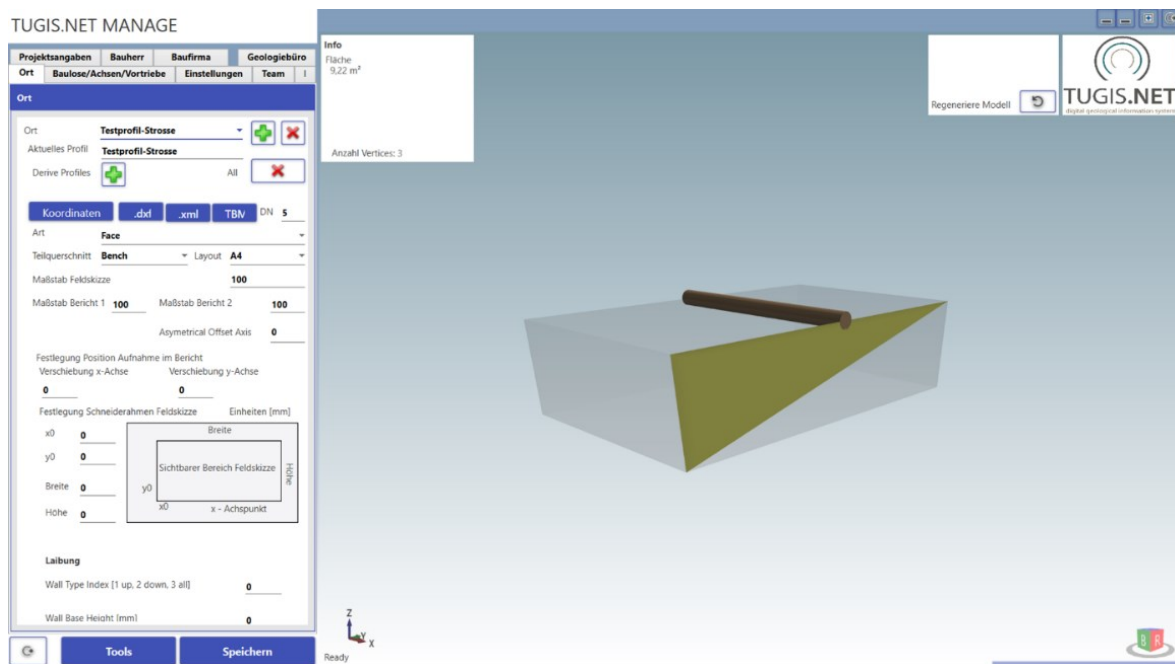 TUGIS.NET MANAGE
Projektsangaben Bauherr Baufirma Geologiebüro
Ort Baulose/Achsen/Vortriebe Einstellungen Team
Ort
Ort Testprofil-Strosse
Aktuelles Profil Testprofil-Strosse
Derive Profiles All
Koordinaten .dxf .xml TBM DN 5
Art Face
Teilquerschnitt Bench Layout A4
Maßstab Feldskizze 100
Maßstab Bericht 1 100 Maßstab Bericht 2 100
Asymetrical Offset Axis 0
Festlegung Position Aufnahme im Bericht
Verschiebung x-Achse Verschiebung y-Achse
0 0
Festlegung Schneiderahmen Feldskizze Einheiten [mm]
x0 0
y0 0
Breite 0
Höhe 0
Breite
Sichtbarer Bereich Feldskizze
Höhe
y0
x0 x - Achspunkt
Laibung
Wall Type Index [1 up, 2 down, 3 all] 0
Wall Base Height [mm] 0
Tools Speichern
Info
Fläche
9,22 m²
Anzahl Vertices: 3
Regeneriere Modell
TUGIS.NET
digital geological information system
Z
Y
X
Ready
B R